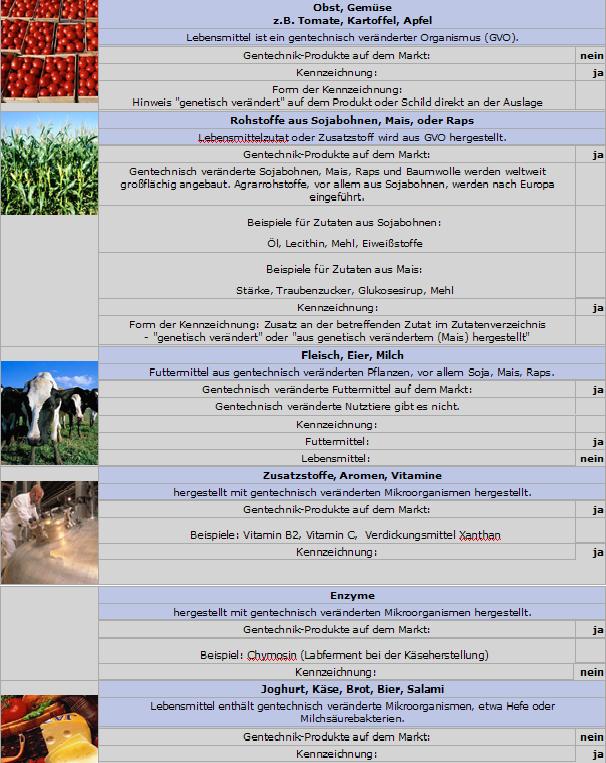 Obst, Gemüse
z.B. Tomate, Kartoffel, Apfel
Lebensmittel ist ein gentechnisch veränderter Organismus (GVO).
Gentechnik-Produkte auf dem Markt: nein
Kennzeichnung: ja
Form der Kennzeichnung:
Hinweis "genetisch verändert" auf dem Produkt oder Schild direkt an der Auslage
Rohstoffe aus Sojabohnen, Mais, oder Raps
Lebensmittelzutat oder Zusatzstoff wird aus GVO hergestellt.
Gentechnik-Produkte auf dem Markt: ja
Gentechnisch veränderte Sojabohnen, Mais, Raps und Baumwolle werden weltweit
großflächig angebaut. Agrarrohstoffe, vor allem aus Sojabohnen, werden nach Europa
eingeführt.
Beispiele für Zutaten aus Sojabohnen:
Öl, Lecithin, Mehl, Eiweißstoffe
Beispiele für Zutaten aus Mais:
Stärke, Traubenzucker, Glukosesirup, Mehl
Kennzeichnung: ja
Form der Kennzeichnung: Zusatz an der betreffenden Zutat im Zutatenverzeichnis
- "genetisch verändert" oder "aus genetisch verändertem (Mais) hergestellt"
Fleisch, Eier, Milch
Futtermittel aus gentechnisch veränderten Pflanzen, vor allem Soja, Mais, Raps.
Gentechnisch veränderte Futtermittel auf dem Markt: ja
Gentechnisch veränderte Nutztiere gibt es nicht.
Kennzeichnung:
Futtermittel: ja
Lebensmittel: nein
Zusatzstoffe, Aromen, Vitamine
hergestellt mit gentechnisch veränderten Mikroorganismen hergestellt.
Gentechnik-Produkte auf dem Markt: ja
Beispiele: Vitamin B2, Vitamin C, Verdickungsmittel Xanthan
Kennzeichnung: ja
Enzyme
hergestellt mit gentechnisch veränderten Mikroorganismen hergestellt.
Gentechnik-Produkte auf dem Markt: ja
Beispiel: Chymosin (Labferment bei der Käseherstellung)
Kennzeichnung: nein
Joghurt, Käse, Brot, Bier, Salami
Lebensmittel enthält gentechnisch veränderte Mikroorganismen, etwa Hefe oder
Milchsäurebakterien.
Gentechnik-Produkte auf dem Markt: nein
Kennzeichnung: ja